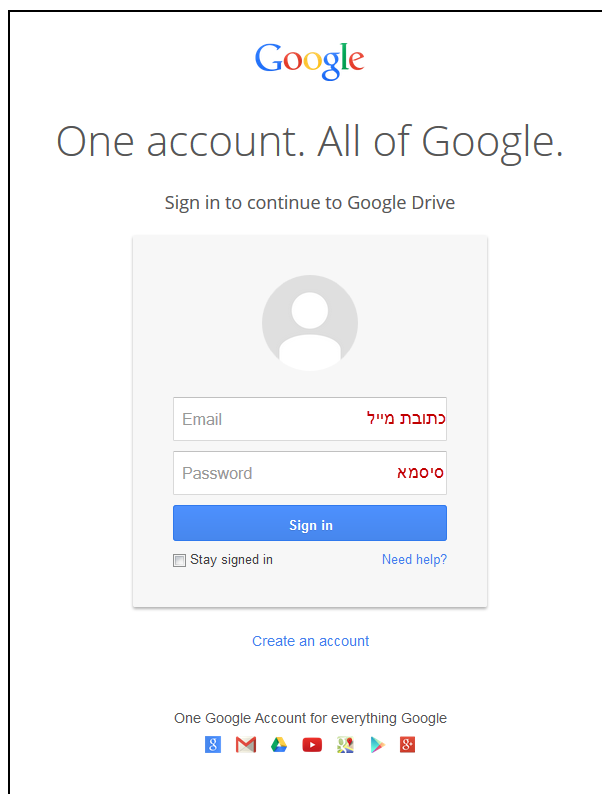 Google
One account. All of Google.
Sign in to continue to Google Drive
Email כתובת מייל
Password סיסמא
Sign in
Stay signed in Need help?
Create an account
One Google Account for everything Google